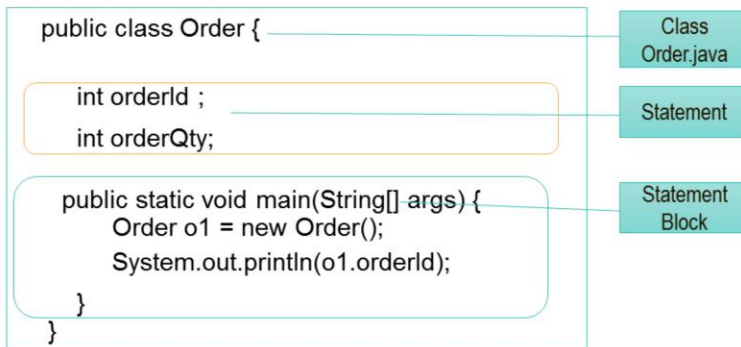 public class Order {
Class
Order.java
int orderId ;
Statement
int orderQty;
public static void main(String[] args) {
Statement
Block
Order o1 = new Order();
System.out.println(o1.orderId);
}
}